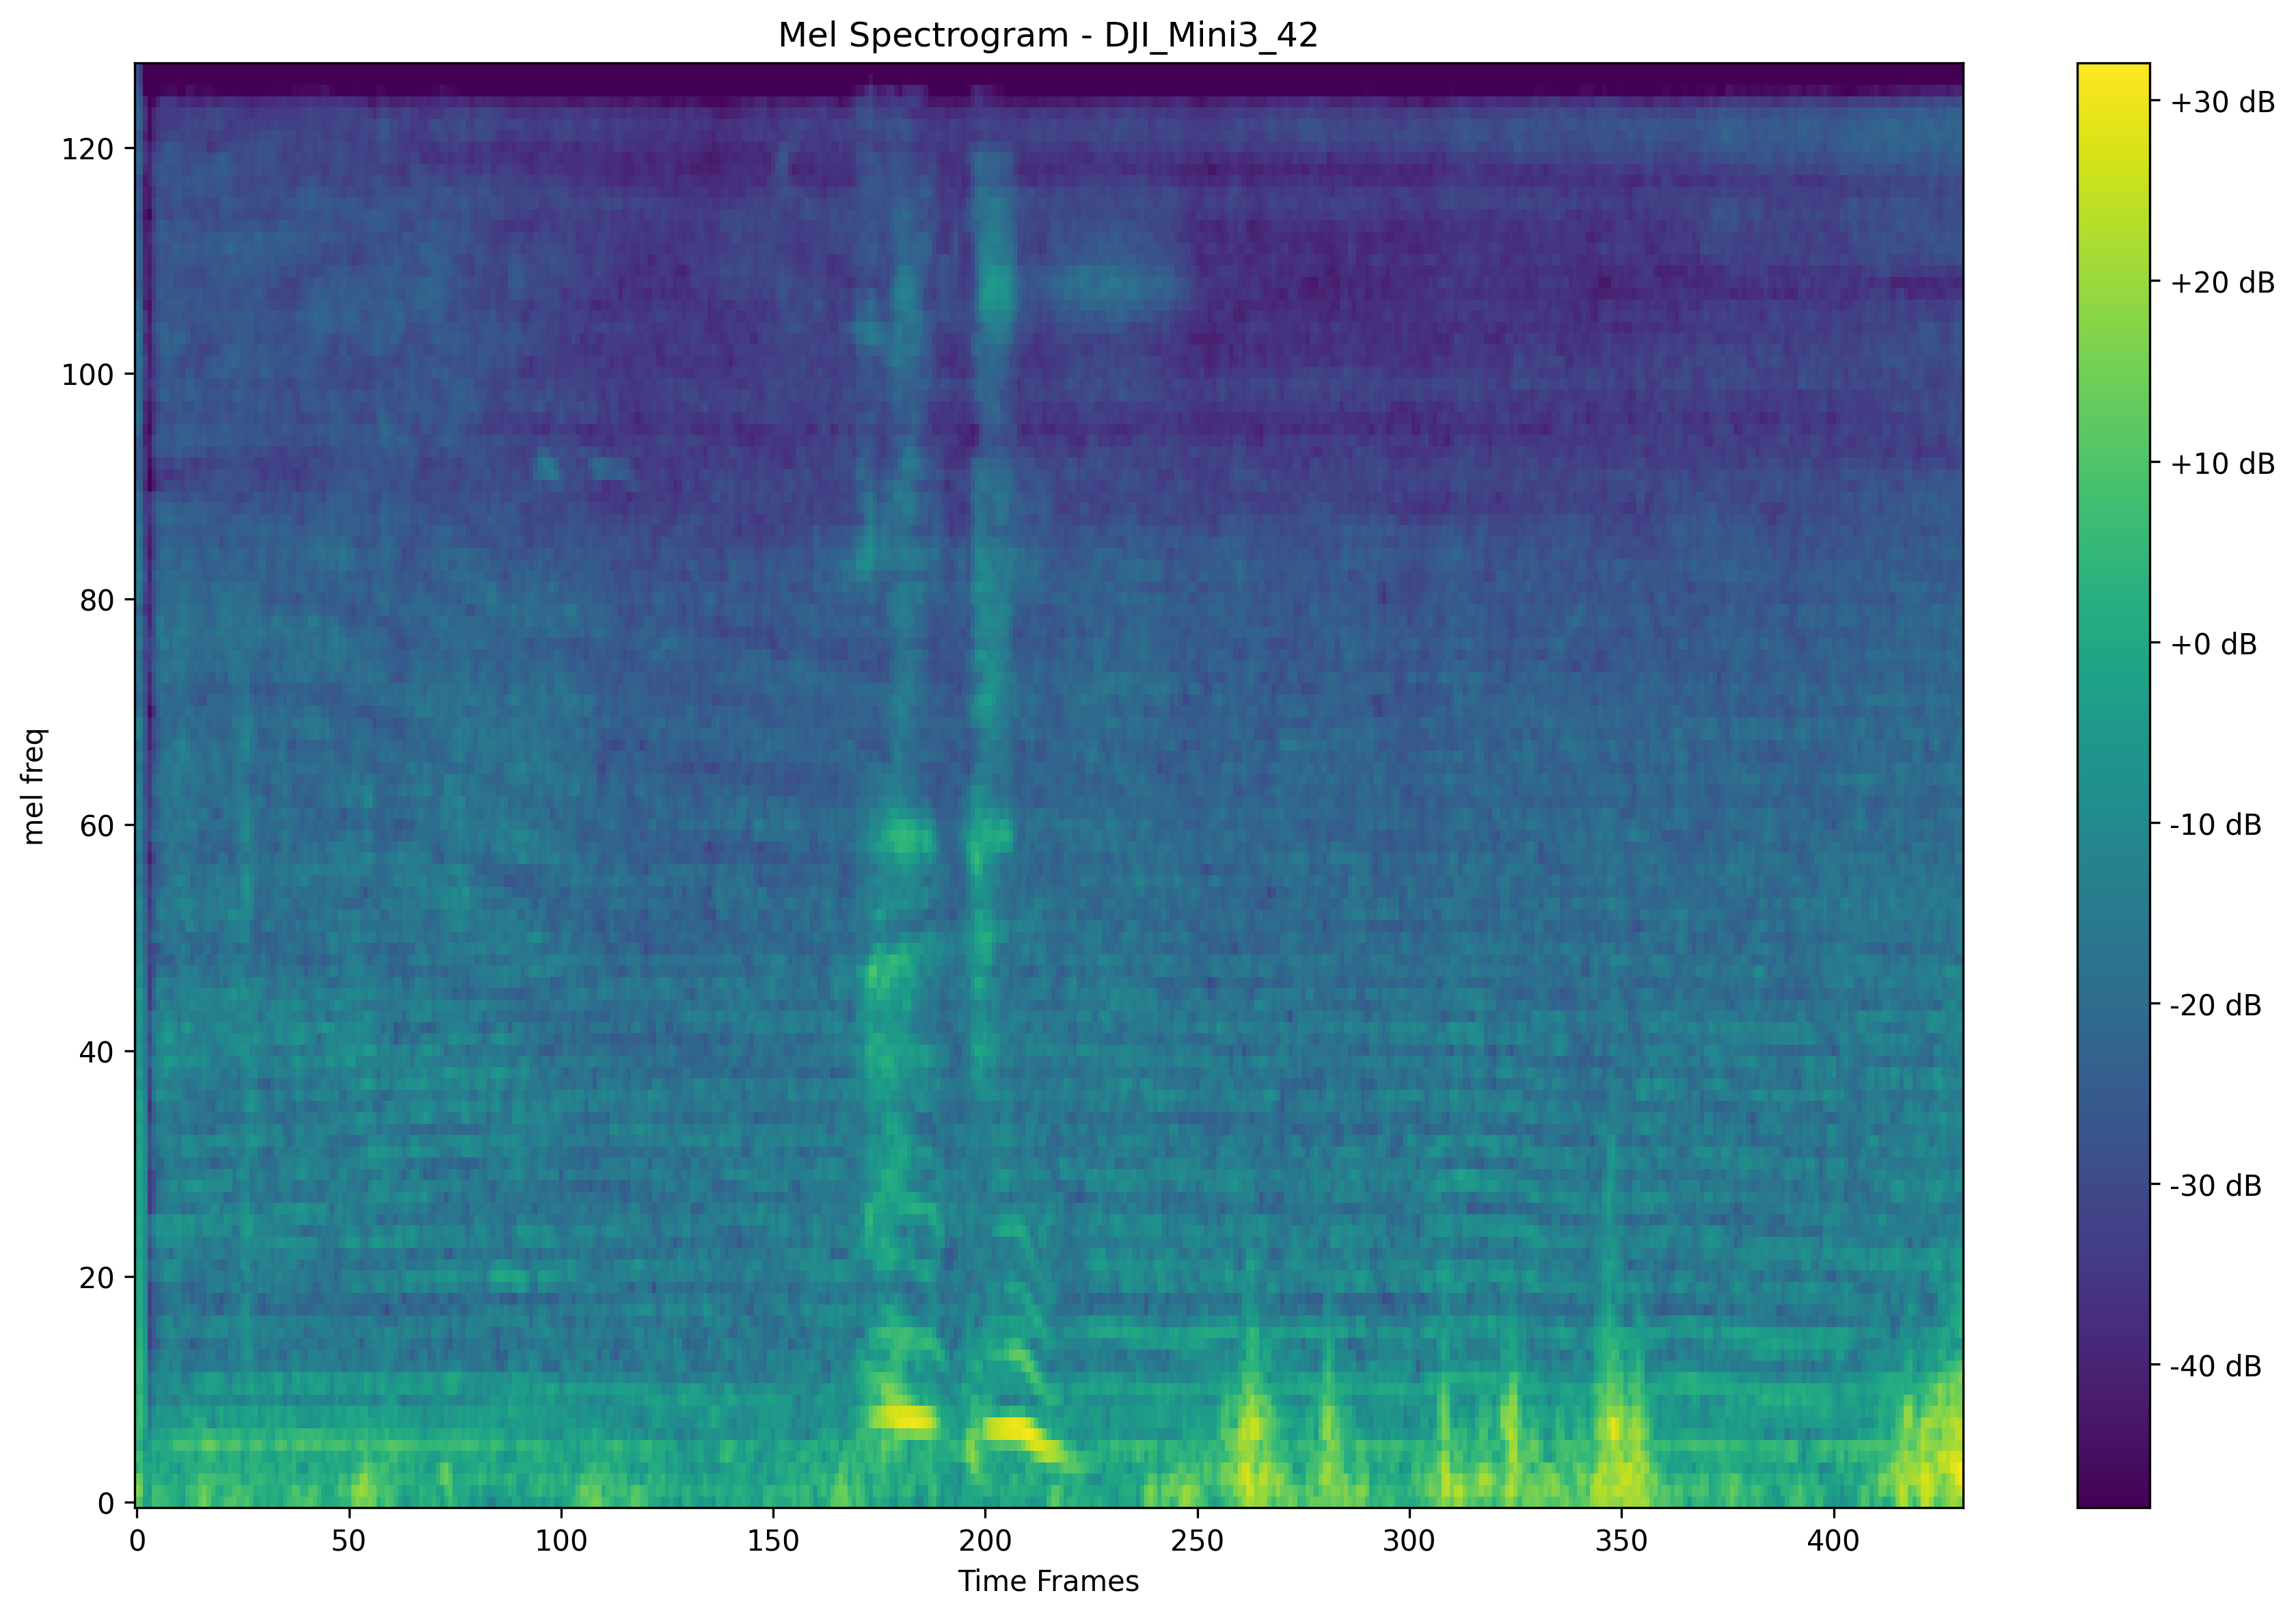 Mel Spectrogram - DJI_Mini3_42
mel freq
120
100
80
60
40
20
0
0 50 100 150 200 250 300 350 400
Time Frames
+30 dB
+20 dB
+10 dB
+0 dB
-10 dB
-20 dB
-30 dB
-40 dB